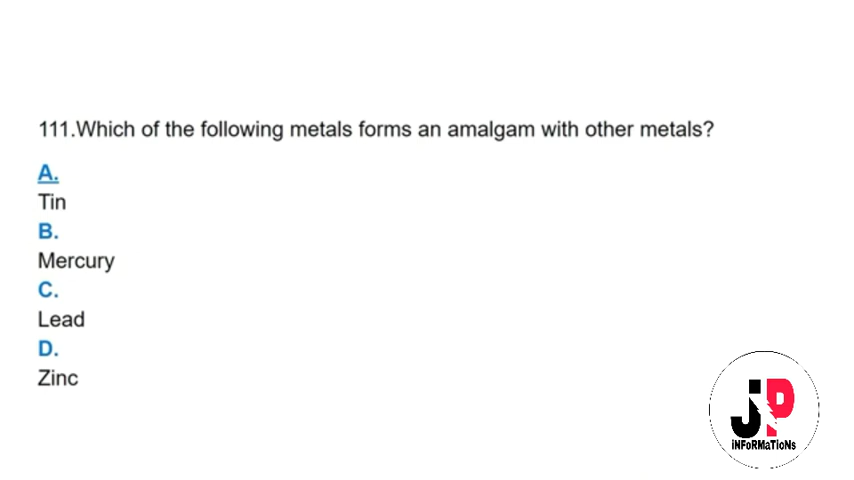 111.Which of the following metals forms an amalgam with other metals?
A.
Tin
B.
Mercury
C.
Lead
D.
Zinc
JP
iNFoRMaTioNs